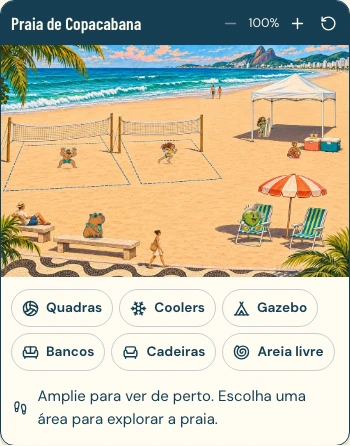 Praia de Copacabana
100%
Quadras
Coolers
Gazebo
Bancos
Cadeiras
Areia livre
Amplie para ver de perto. Escolha uma
área para explorar a praia.